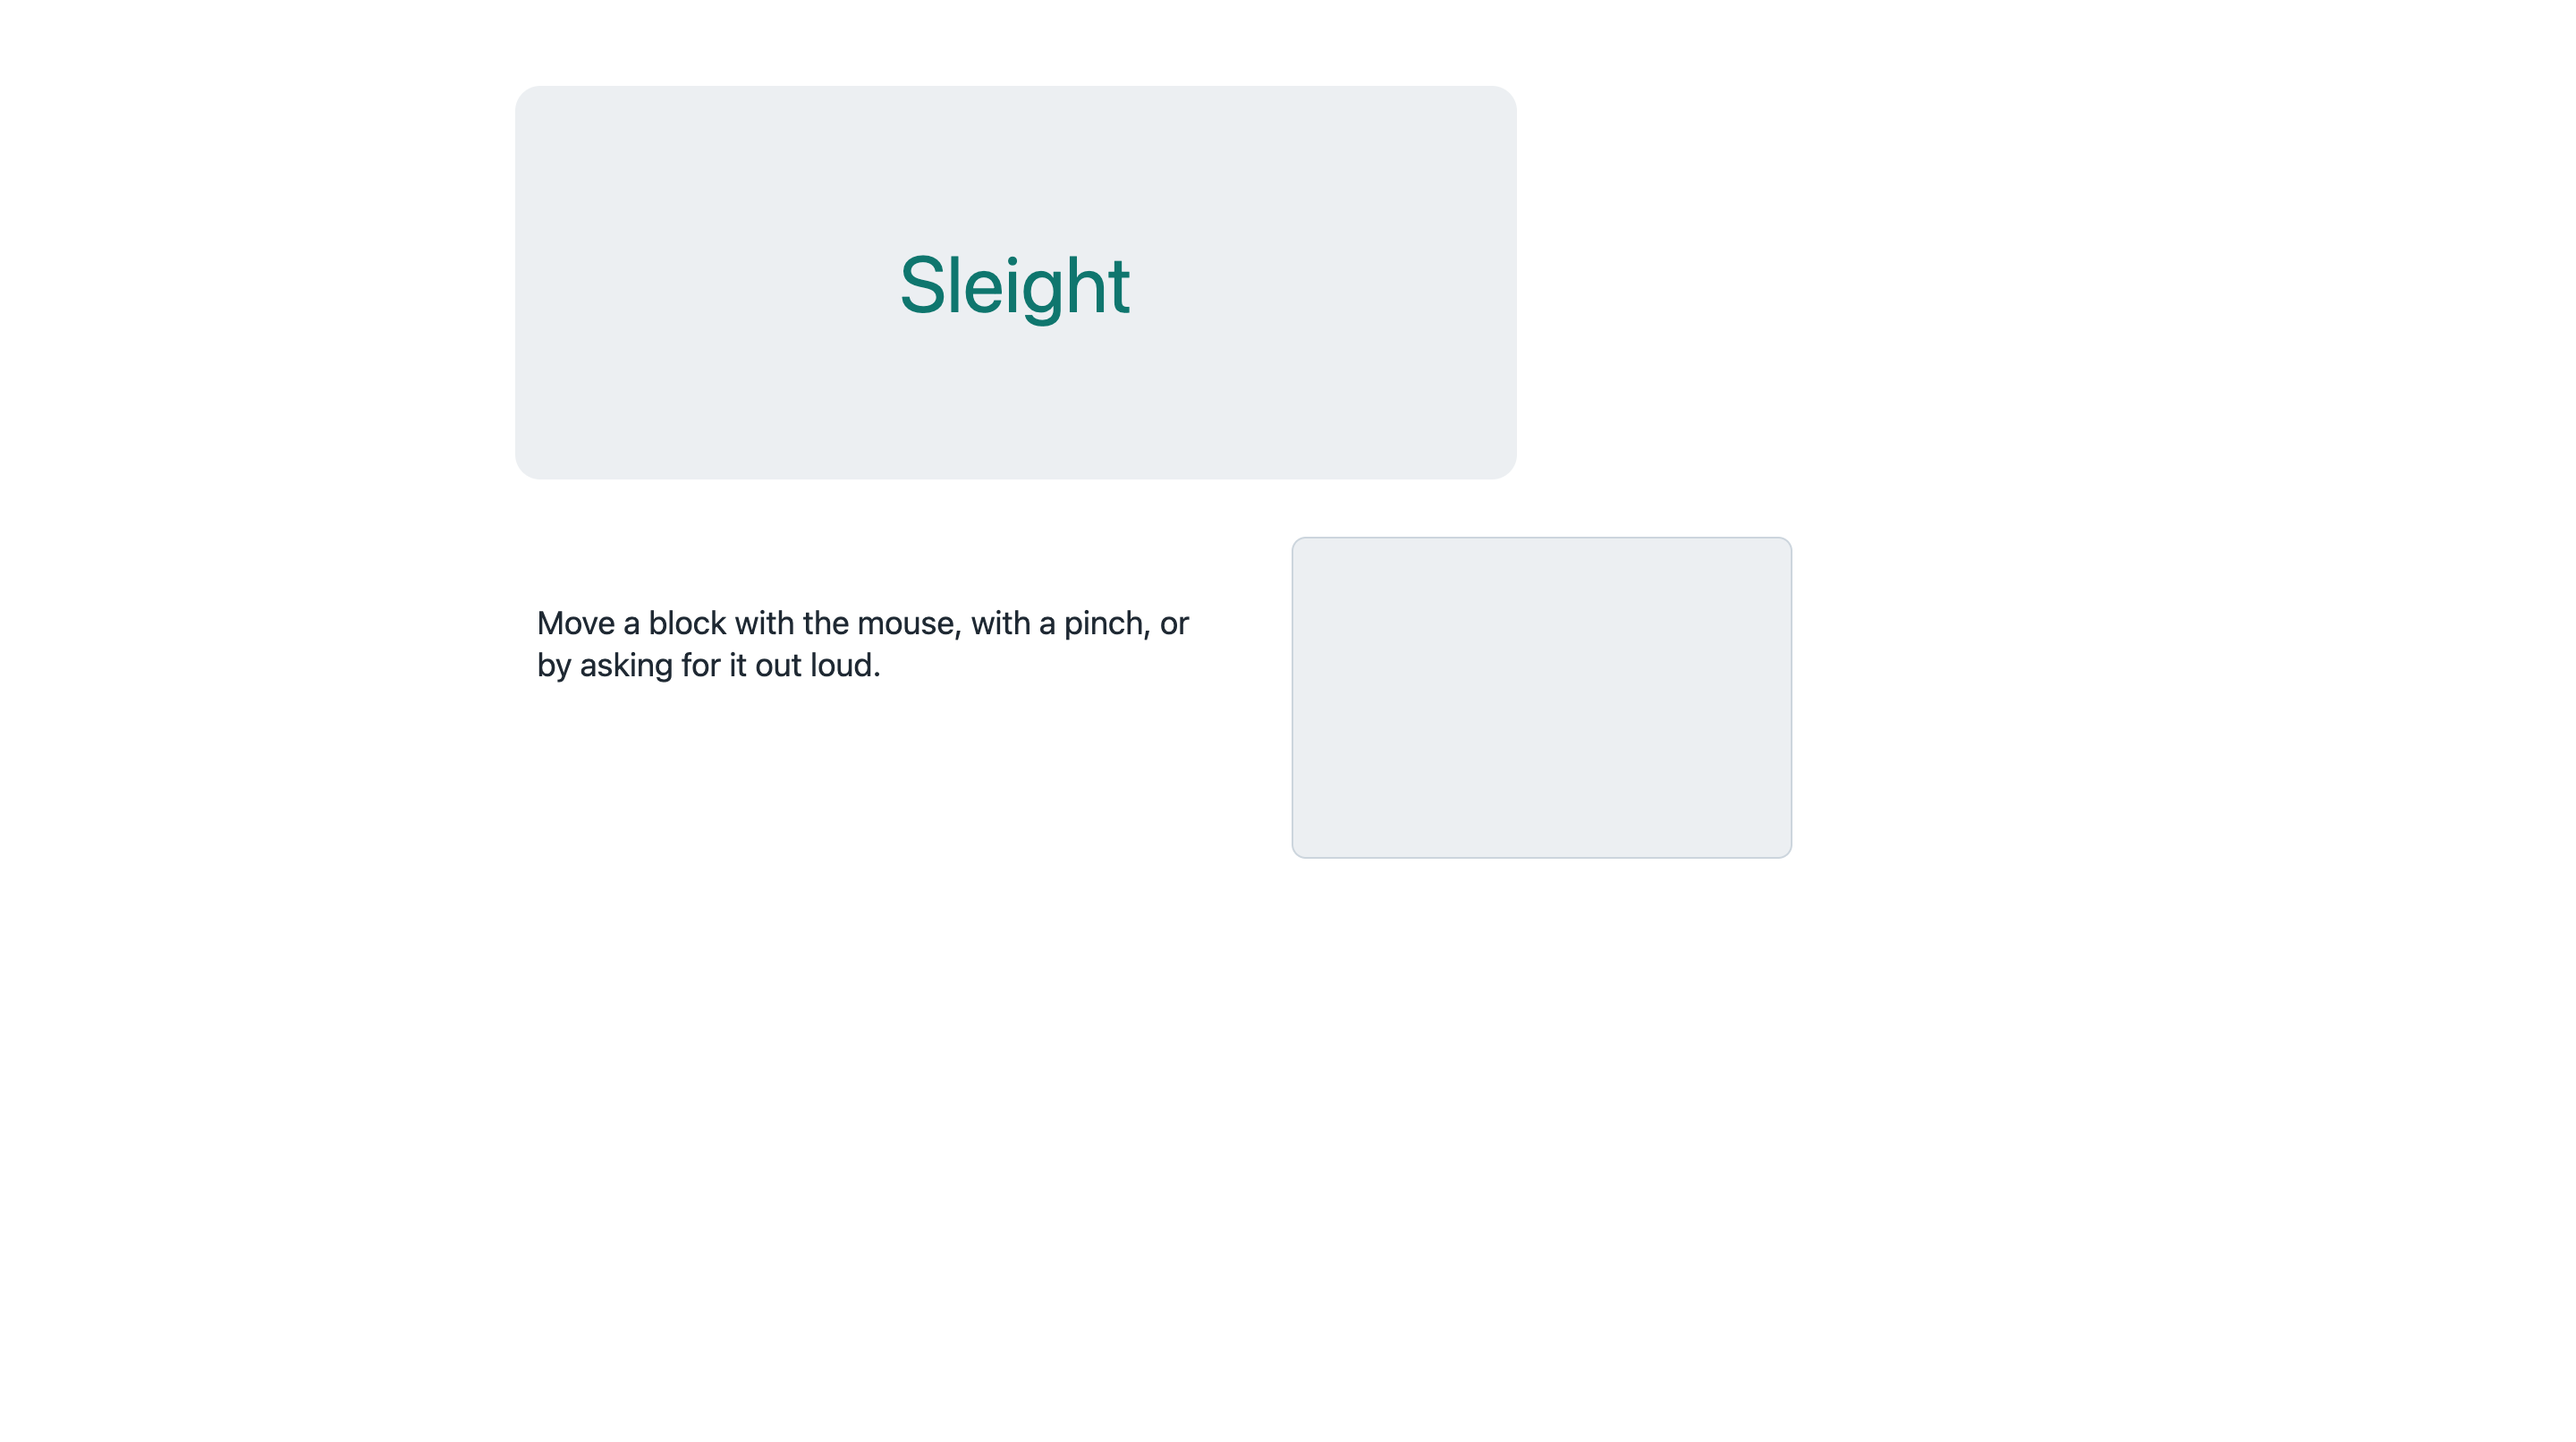 Sleight
Move a block with the mouse, with a pinch, or
by asking for it out loud.